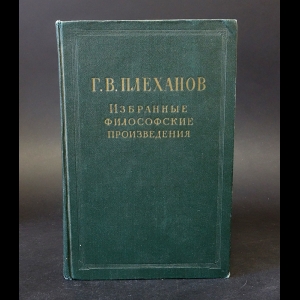 Г. В. ПЛЕХАНОВ
ИЗБРАННЫЕ
ФИЛОСОФСКИЕ
ПРОИЗВЕДЕНИЯ